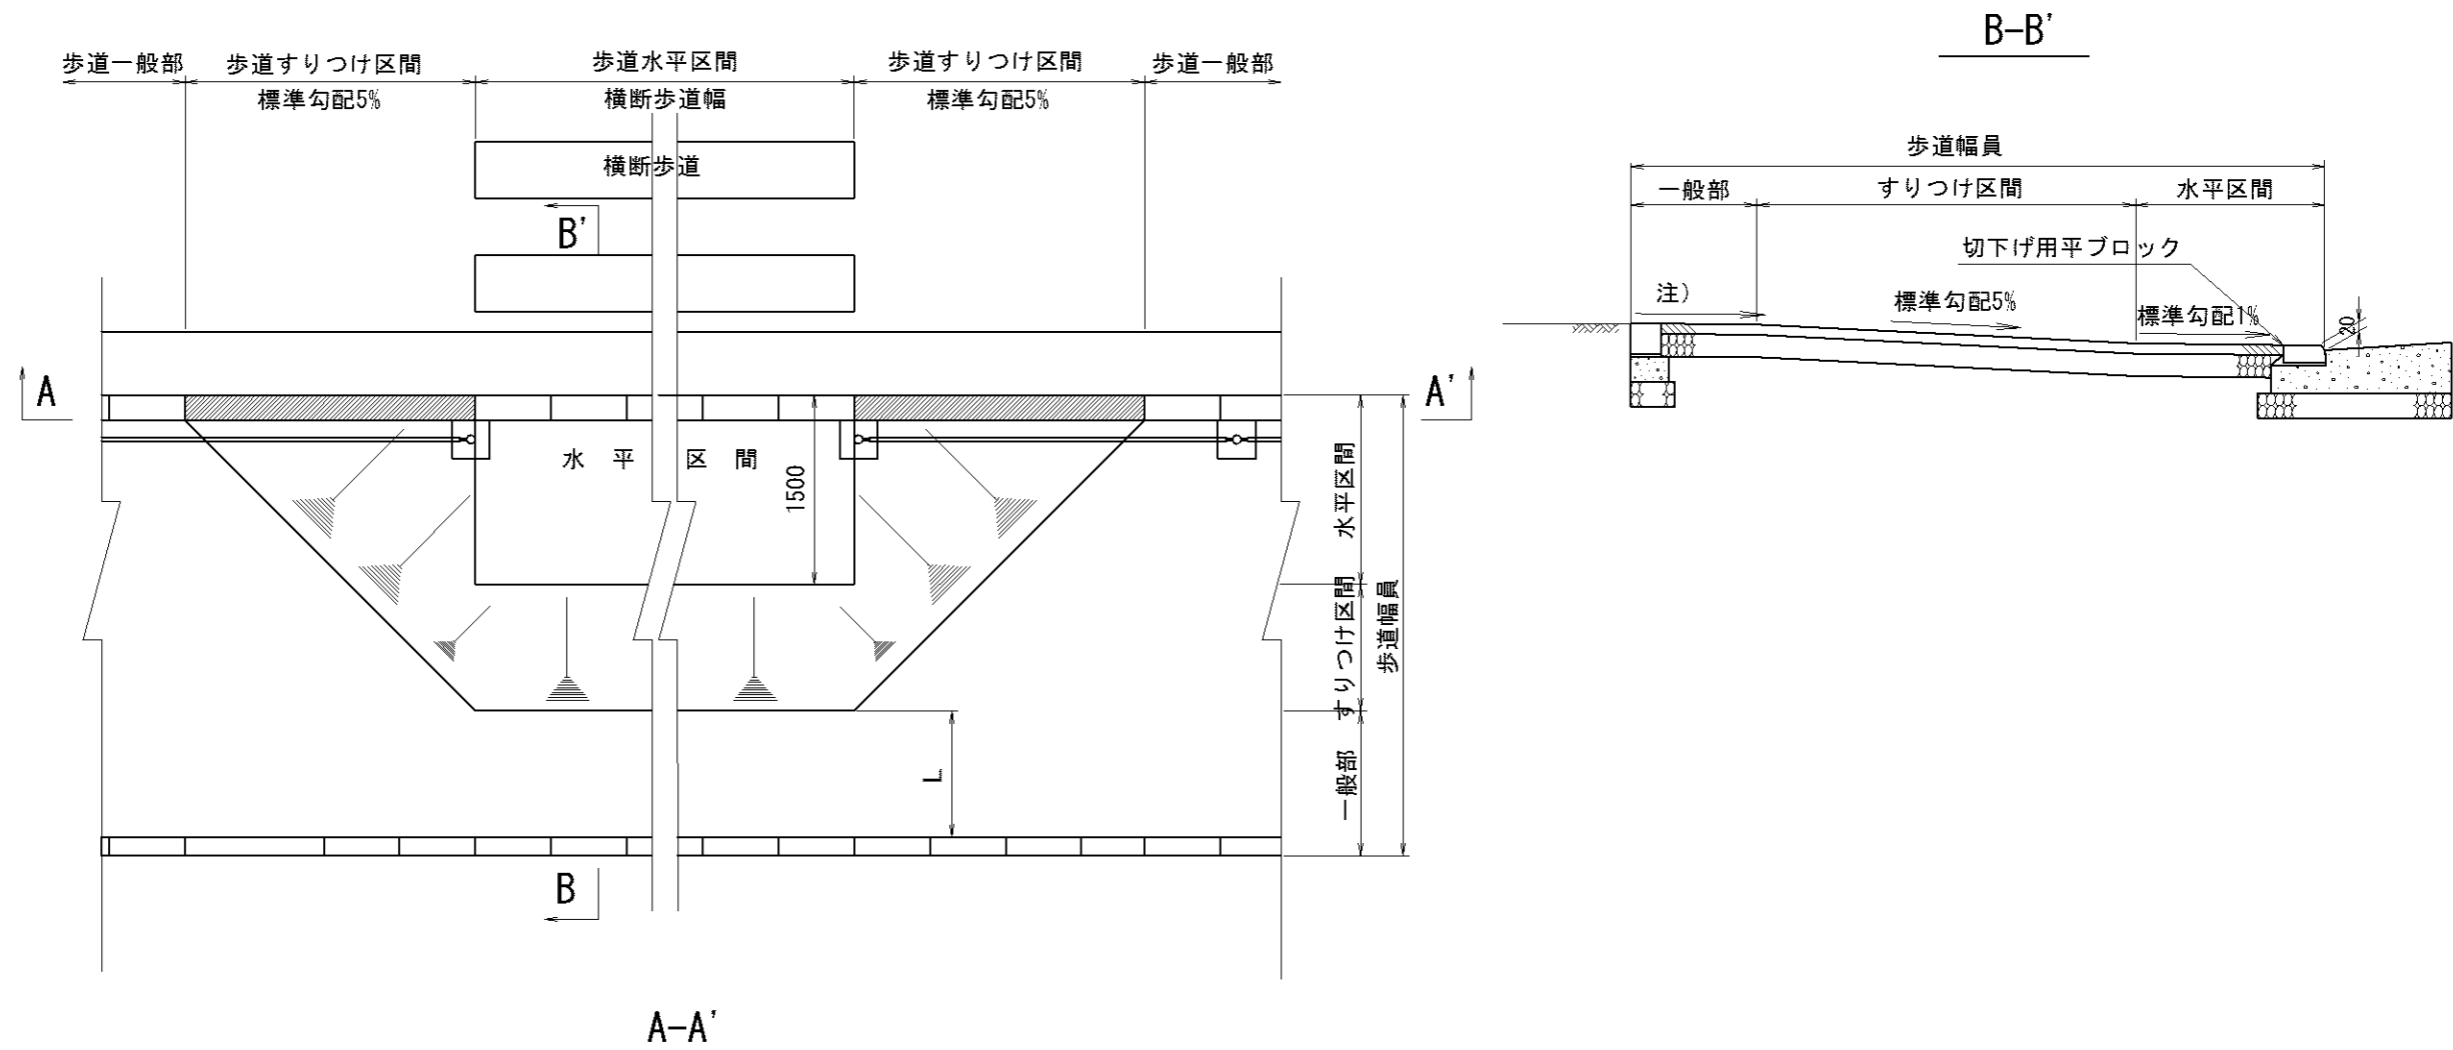 歩道一般部
歩道すりつけ区間
歩道水平区間
歩道すりつけ区間
歩道一般部
標準勾配5%
横断歩道幅
標準勾配5%
横断歩道
B'
A
A'
水平区間
1500
水平区間
すりつけ区間
一般部
歩道幅員
L
B
A-A'
B-B'
歩道幅員
一般部
すりつけ区間
水平区間
切下げ用平ブロック
注)
標準勾配5%
標準勾配1%
20